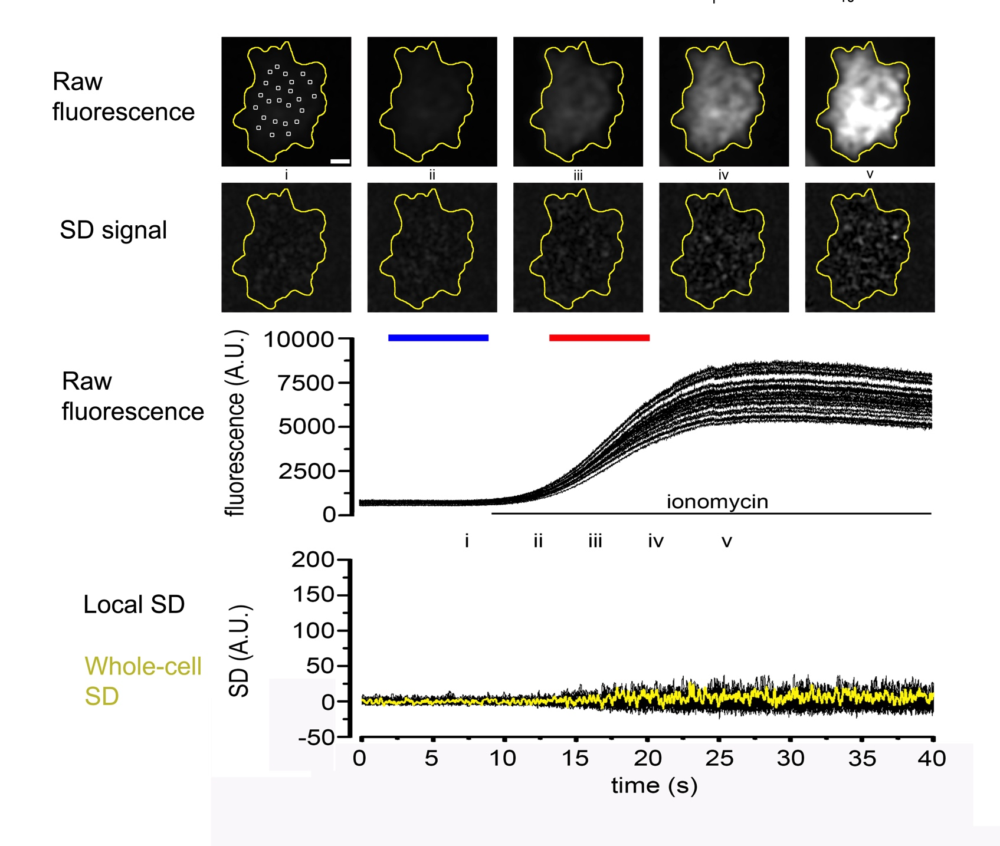 Raw
fluorescence
i
ii
iii
iv
v
SD signal
Raw
fluorescence
fluorescence (A.U.)
10000
7500
5000
2500
0
ionomycin
i
ii
iii
iv
v
Local SD
Whole-cell
SD
SD (A.U.)
200
150
100
50
0
-50
0 5 10 15 20 25 30 35 40
time (s)